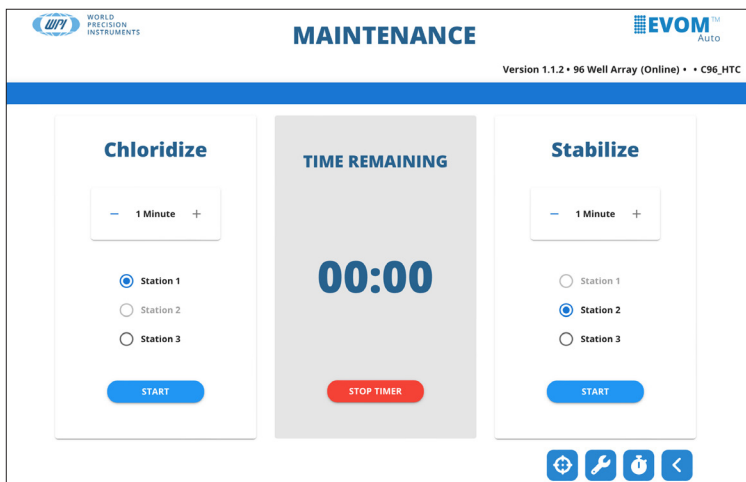 WPI
WORLD
PRECISION
INSTRUMENTS
MAINTENANCE
EVOM™
Auto
Version 1.1.2 • 96 Well Array (Online) • • C96_HTC
Chloridize
− 1 Minute +
Station 1
Station 2
Station 3
START
TIME REMAINING
00:00
STOP TIMER
Stabilize
− 1 Minute +
Station 1
Station 2
Station 3
START